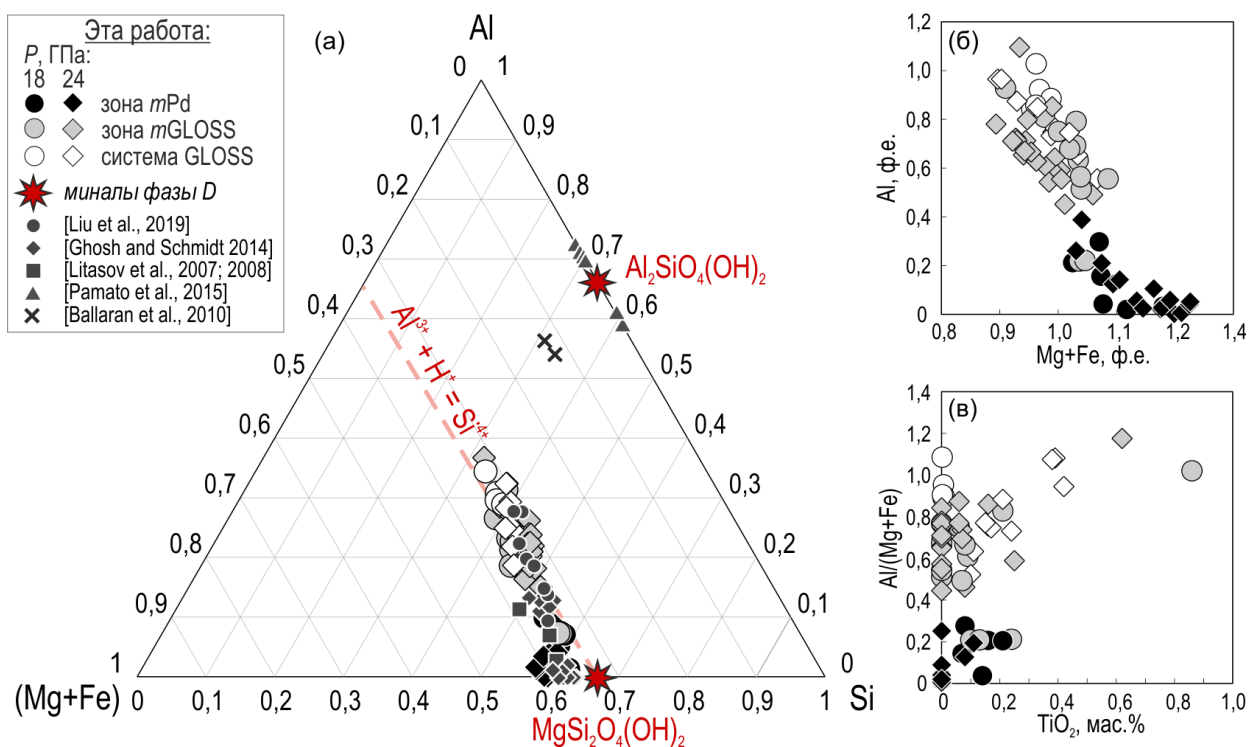 Эта работа:
P, ГПа:
18 24
зона mPd
зона mGLOSS
система GLOSS
миналы фазы D
[Liu et al., 2019]
[Ghosh and Schmidt 2014]
[Litasov et al., 2007; 2008]
[Pamato et al., 2015]
[Ballaran et al., 2010]
(а)
Al
0 1
0,1 0,9
0,2 0,8
0,3 0,7
Al₂SiO₄(OH)₂
0,4 0,6
Al³⁺ + H⁺ = Si⁴⁺
0,5 0,5
0,6 0,4
0,7 0,3
0,8 0,2
0,9 0,1
1 0
(Mg+Fe) Si
0 0,1 0,2 0,3 0,4 0,5 0,6 0,7 0,8 0,9 1
MgSi₂O₄(OH)₂
(б)
Al, ф.е.
1,2
1,0
0,8
0,6
0,4
0,2
0
0,8 0,9 1,0 1,1 1,2 1,4
Mg+Fe, ф.е.
(в)
Al/(Mg+Fe)
1,4
1,2
1,0
0,8
0,6
0,4
0,2
0
0 0,2 0,4 0,6 0,8 1,0
TiO₂, мас.%